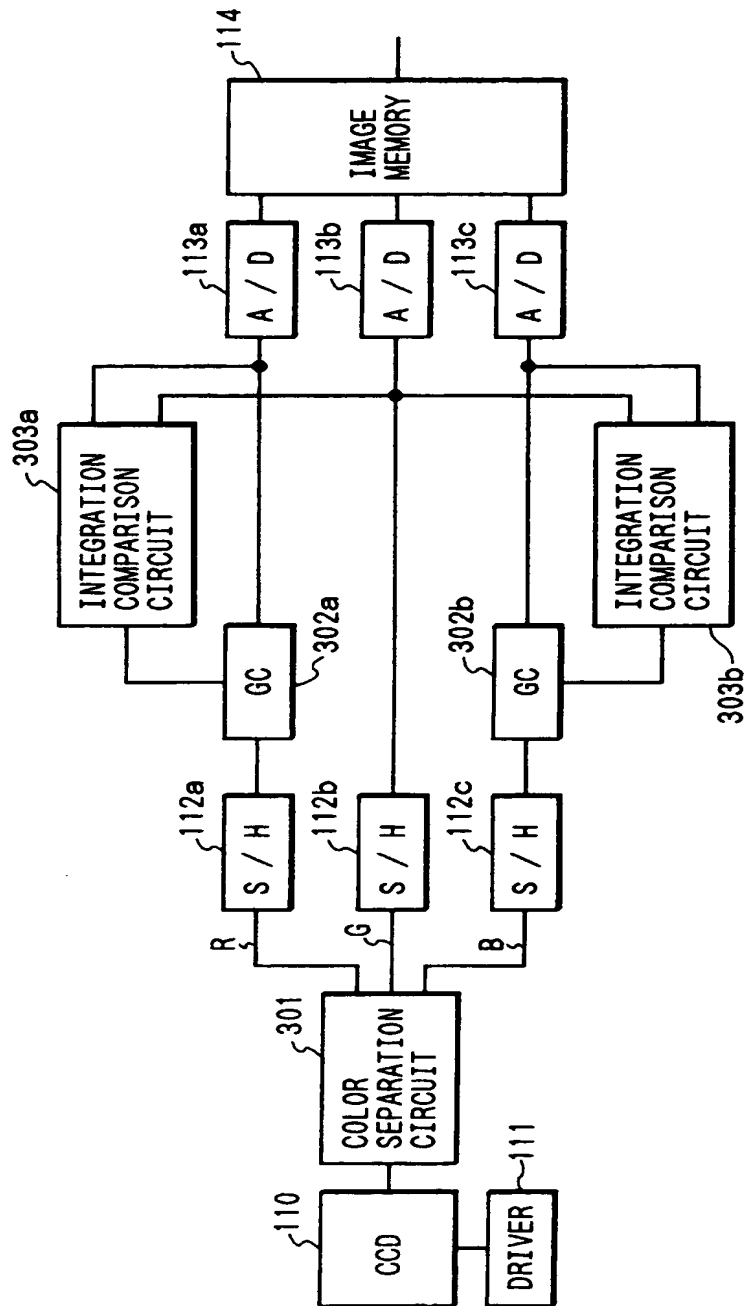 110
CCD
DRIVER
111
301
COLOR
SEPARATION
CIRCUIT
R
G
B
112a
S / H
112b
S / H
112c
S / H
GC
302a
302b
GC
303a
INTEGRATION
COMPARISON
CIRCUIT
INTEGRATION
COMPARISON
CIRCUIT
303b
113a
A / D
113b
A / D
113c
A / D
114
IMAGE
MEMORY